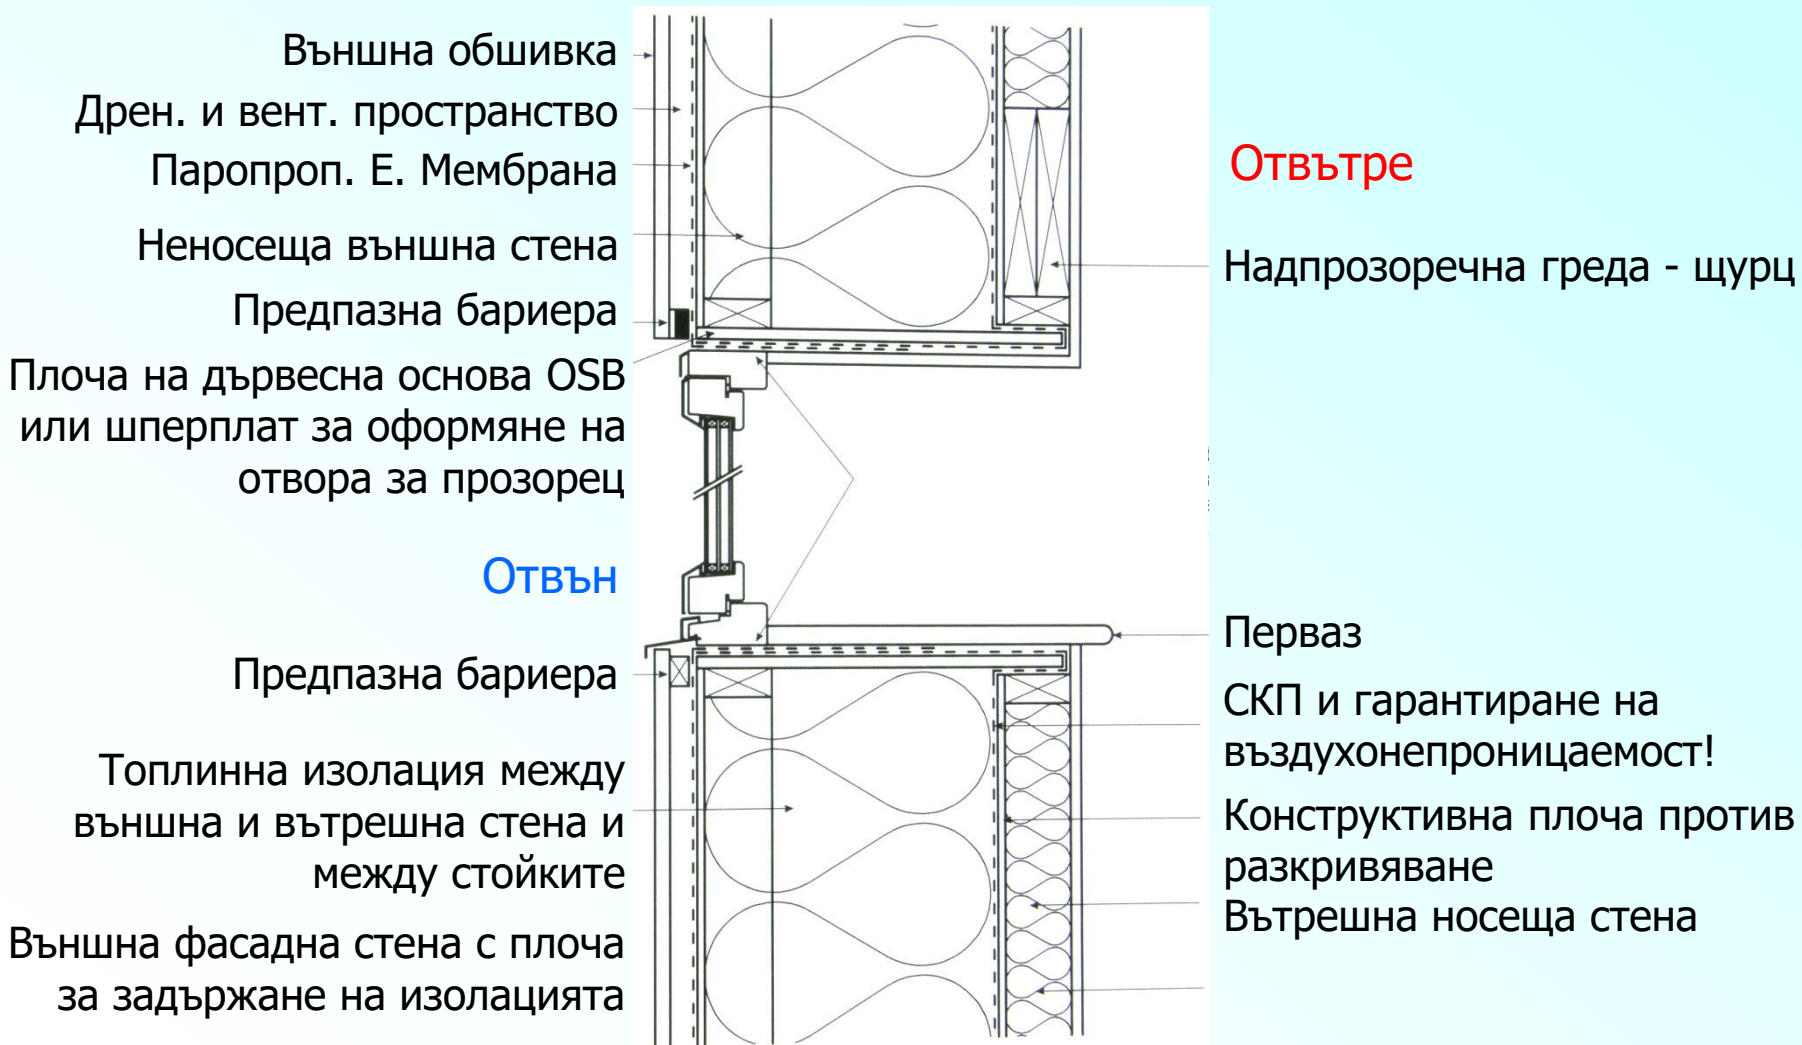 Външна обшивка
Дрен. и вент. пространство
Паропроп. Е. Мембрана
Неносеща външна стена
Предпазна бариера
Плоча на дървесна основа OSB
или шперплат за оформяне на
отвора за прозорец
Отвън
Предпазна бариера
Топлинна изолация между
външна и вътрешна стена и
между стойките
Външна фасадна стена с плоча
за задържане на изолацията
Отвътре
Надпрозоречна греда - щурц
Перваз
СКП и гарантиране на
въздухонепроницаемост!
Конструктивна плоча против
разкривяване
Вътрешна носеща стена